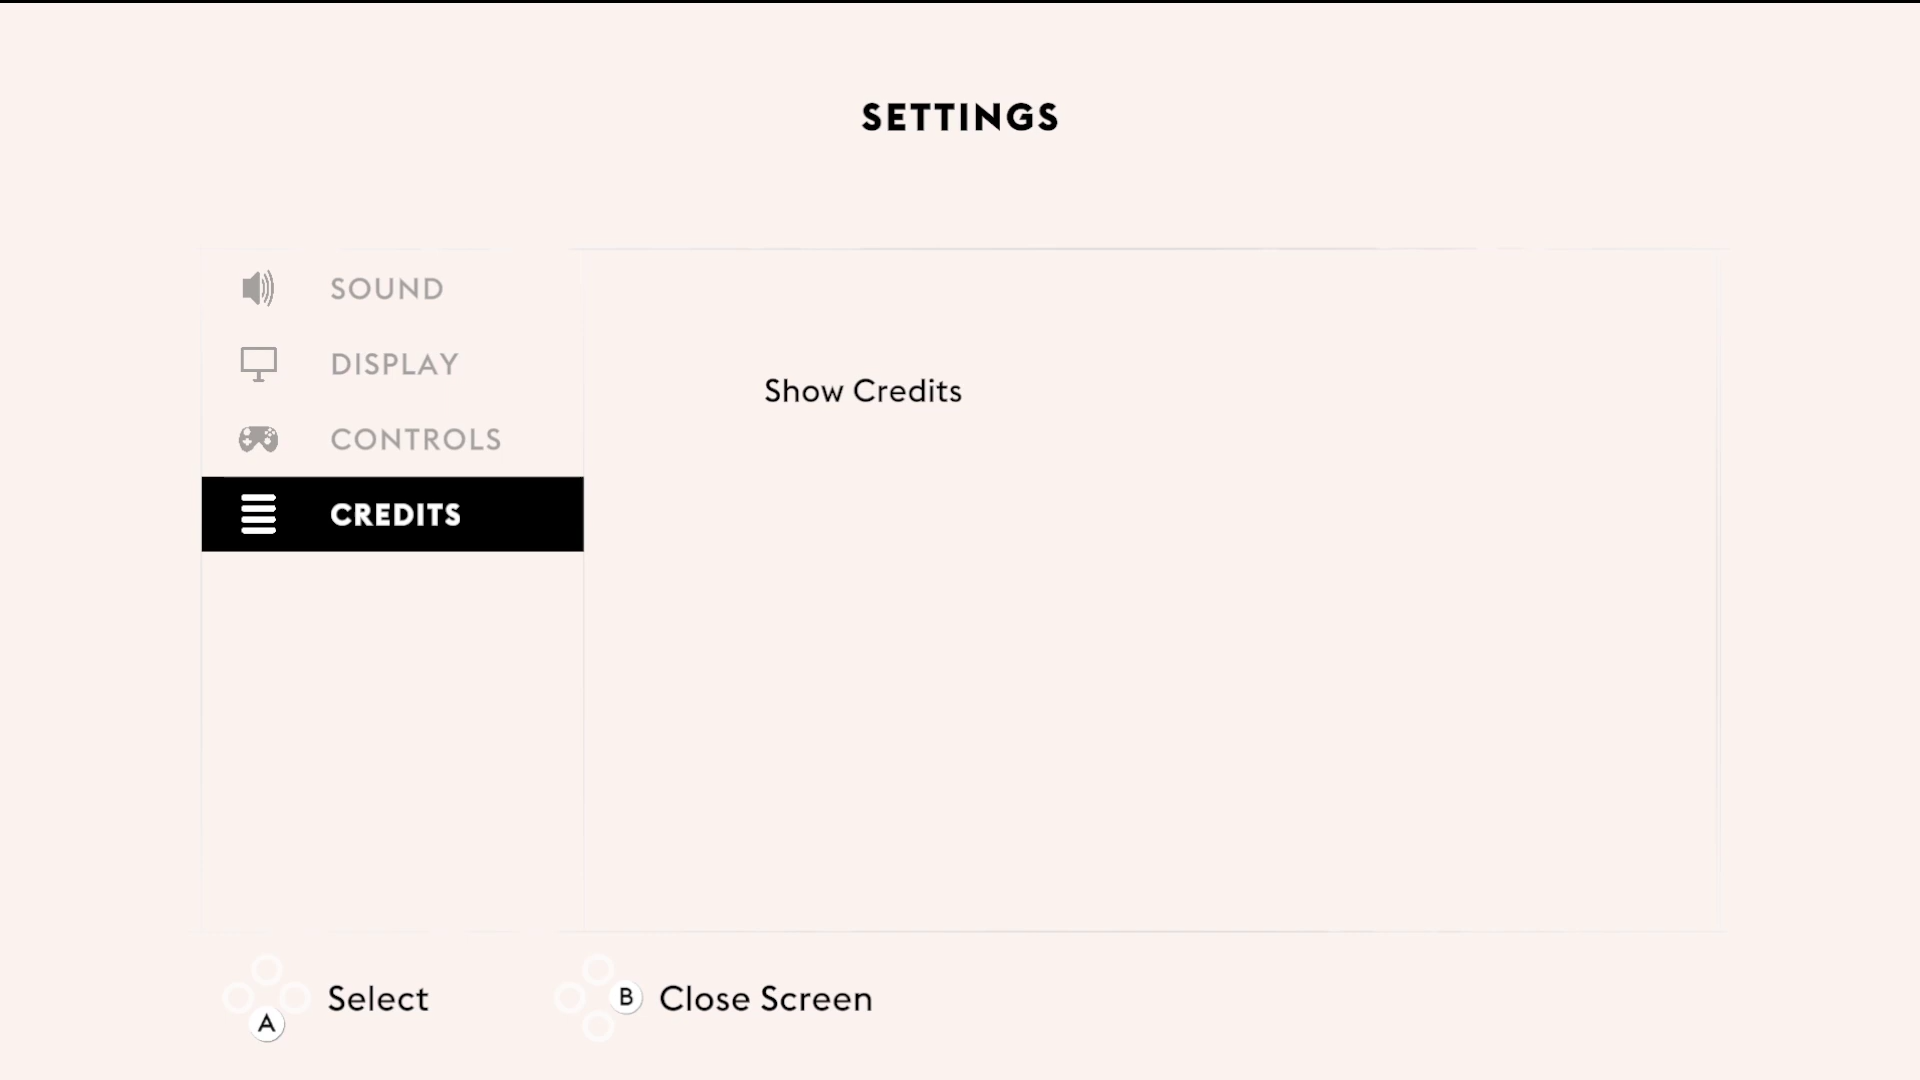 SETTINGS
SOUND
DISPLAY
CONTROLS
CREDITS
Show Credits
A Select
B Close Screen